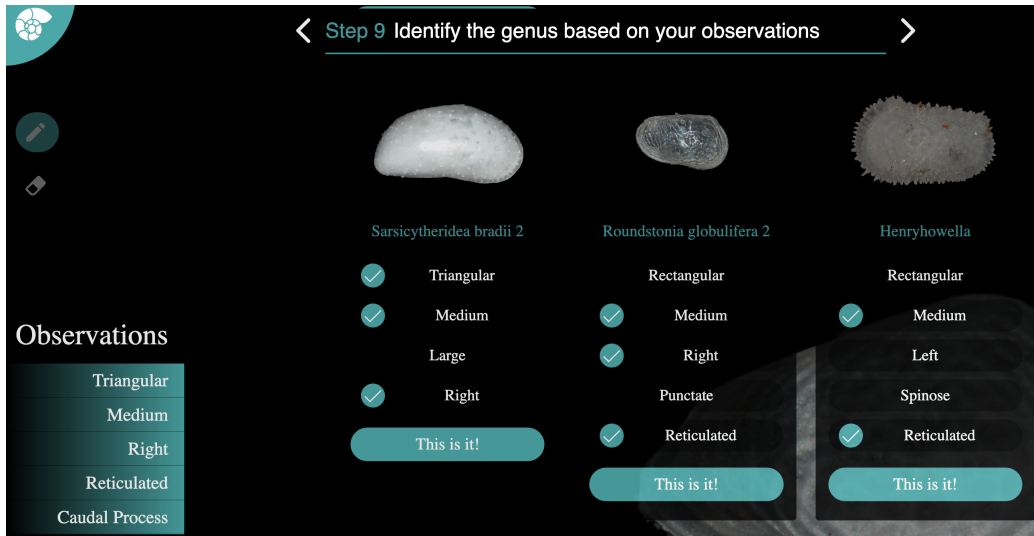 Step 9 Identify the genus based on your observations
Sarsicytheridea bradii 2
Triangular
Medium
Large
Right
This is it!
Roundstonia globulifera 2
Rectangular
Medium
Right
Punctate
Reticulated
This is it!
Henryhowella
Rectangular
Medium
Left
Spinose
Reticulated
This is it!
Observations
Triangular
Medium
Right
Reticulated
Caudal Process